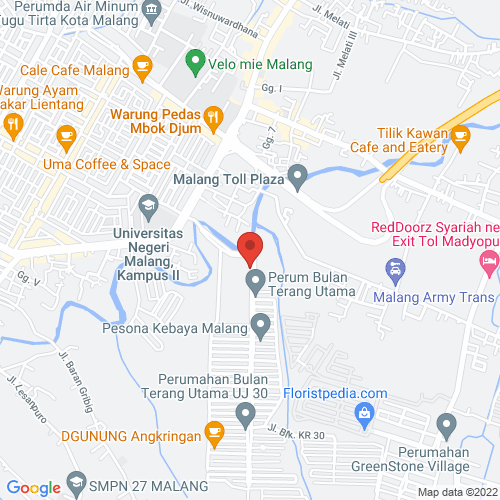 Perumda Air Minum
Tugu Tirta Kota Malang
Jl. Wisnuwardhana
Jl. Melati
Jl. Melati III
Cale Cafe Malang
Velo mie Malang
Gg. I
Warung Ayam
akar Lientang
Warung Pedas
Mbok Djum
Gg. 7
Tilik Kawan
Cafe and Eatery
Uma Coffee & Space
Malang Toll Plaza
Universitas
Negeri
Malang,
Kampus II
RedDoorz Syariah ne
Exit Tol Madyopu
Gg. V
Perum Bulan
Terang Utama
Malang Army Trans
Pesona Kebaya Malang
Jl. Baran Gribig
Jl. Lesanpuro
Perumahan Bulan
Terang Utama UJ 30
Floristpedia.com
Jl. Bfk. KR 30
DGUNUNG Angkringan
Perumahan
GreenStone Village
SMPN 27 MALANG
Google
Map data ©2022